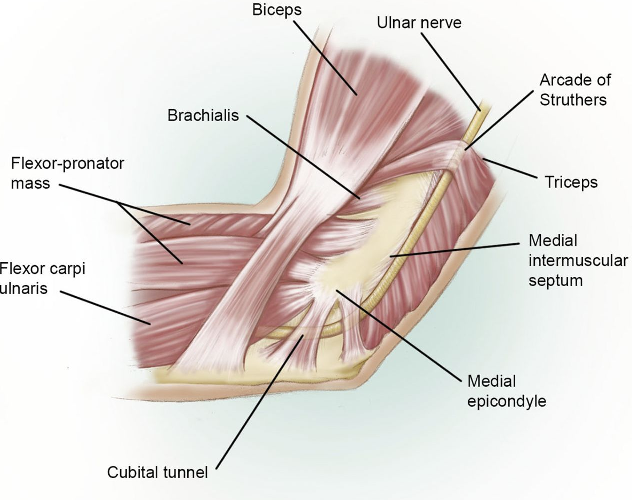 Biceps
Ulnar nerve
Arcade of
Struthers
Brachialis
Flexor-pronator
mass
Triceps
Medial
intermuscular
septum
Flexor carpi
ulnaris
Medial
epicondyle
Cubital tunnel